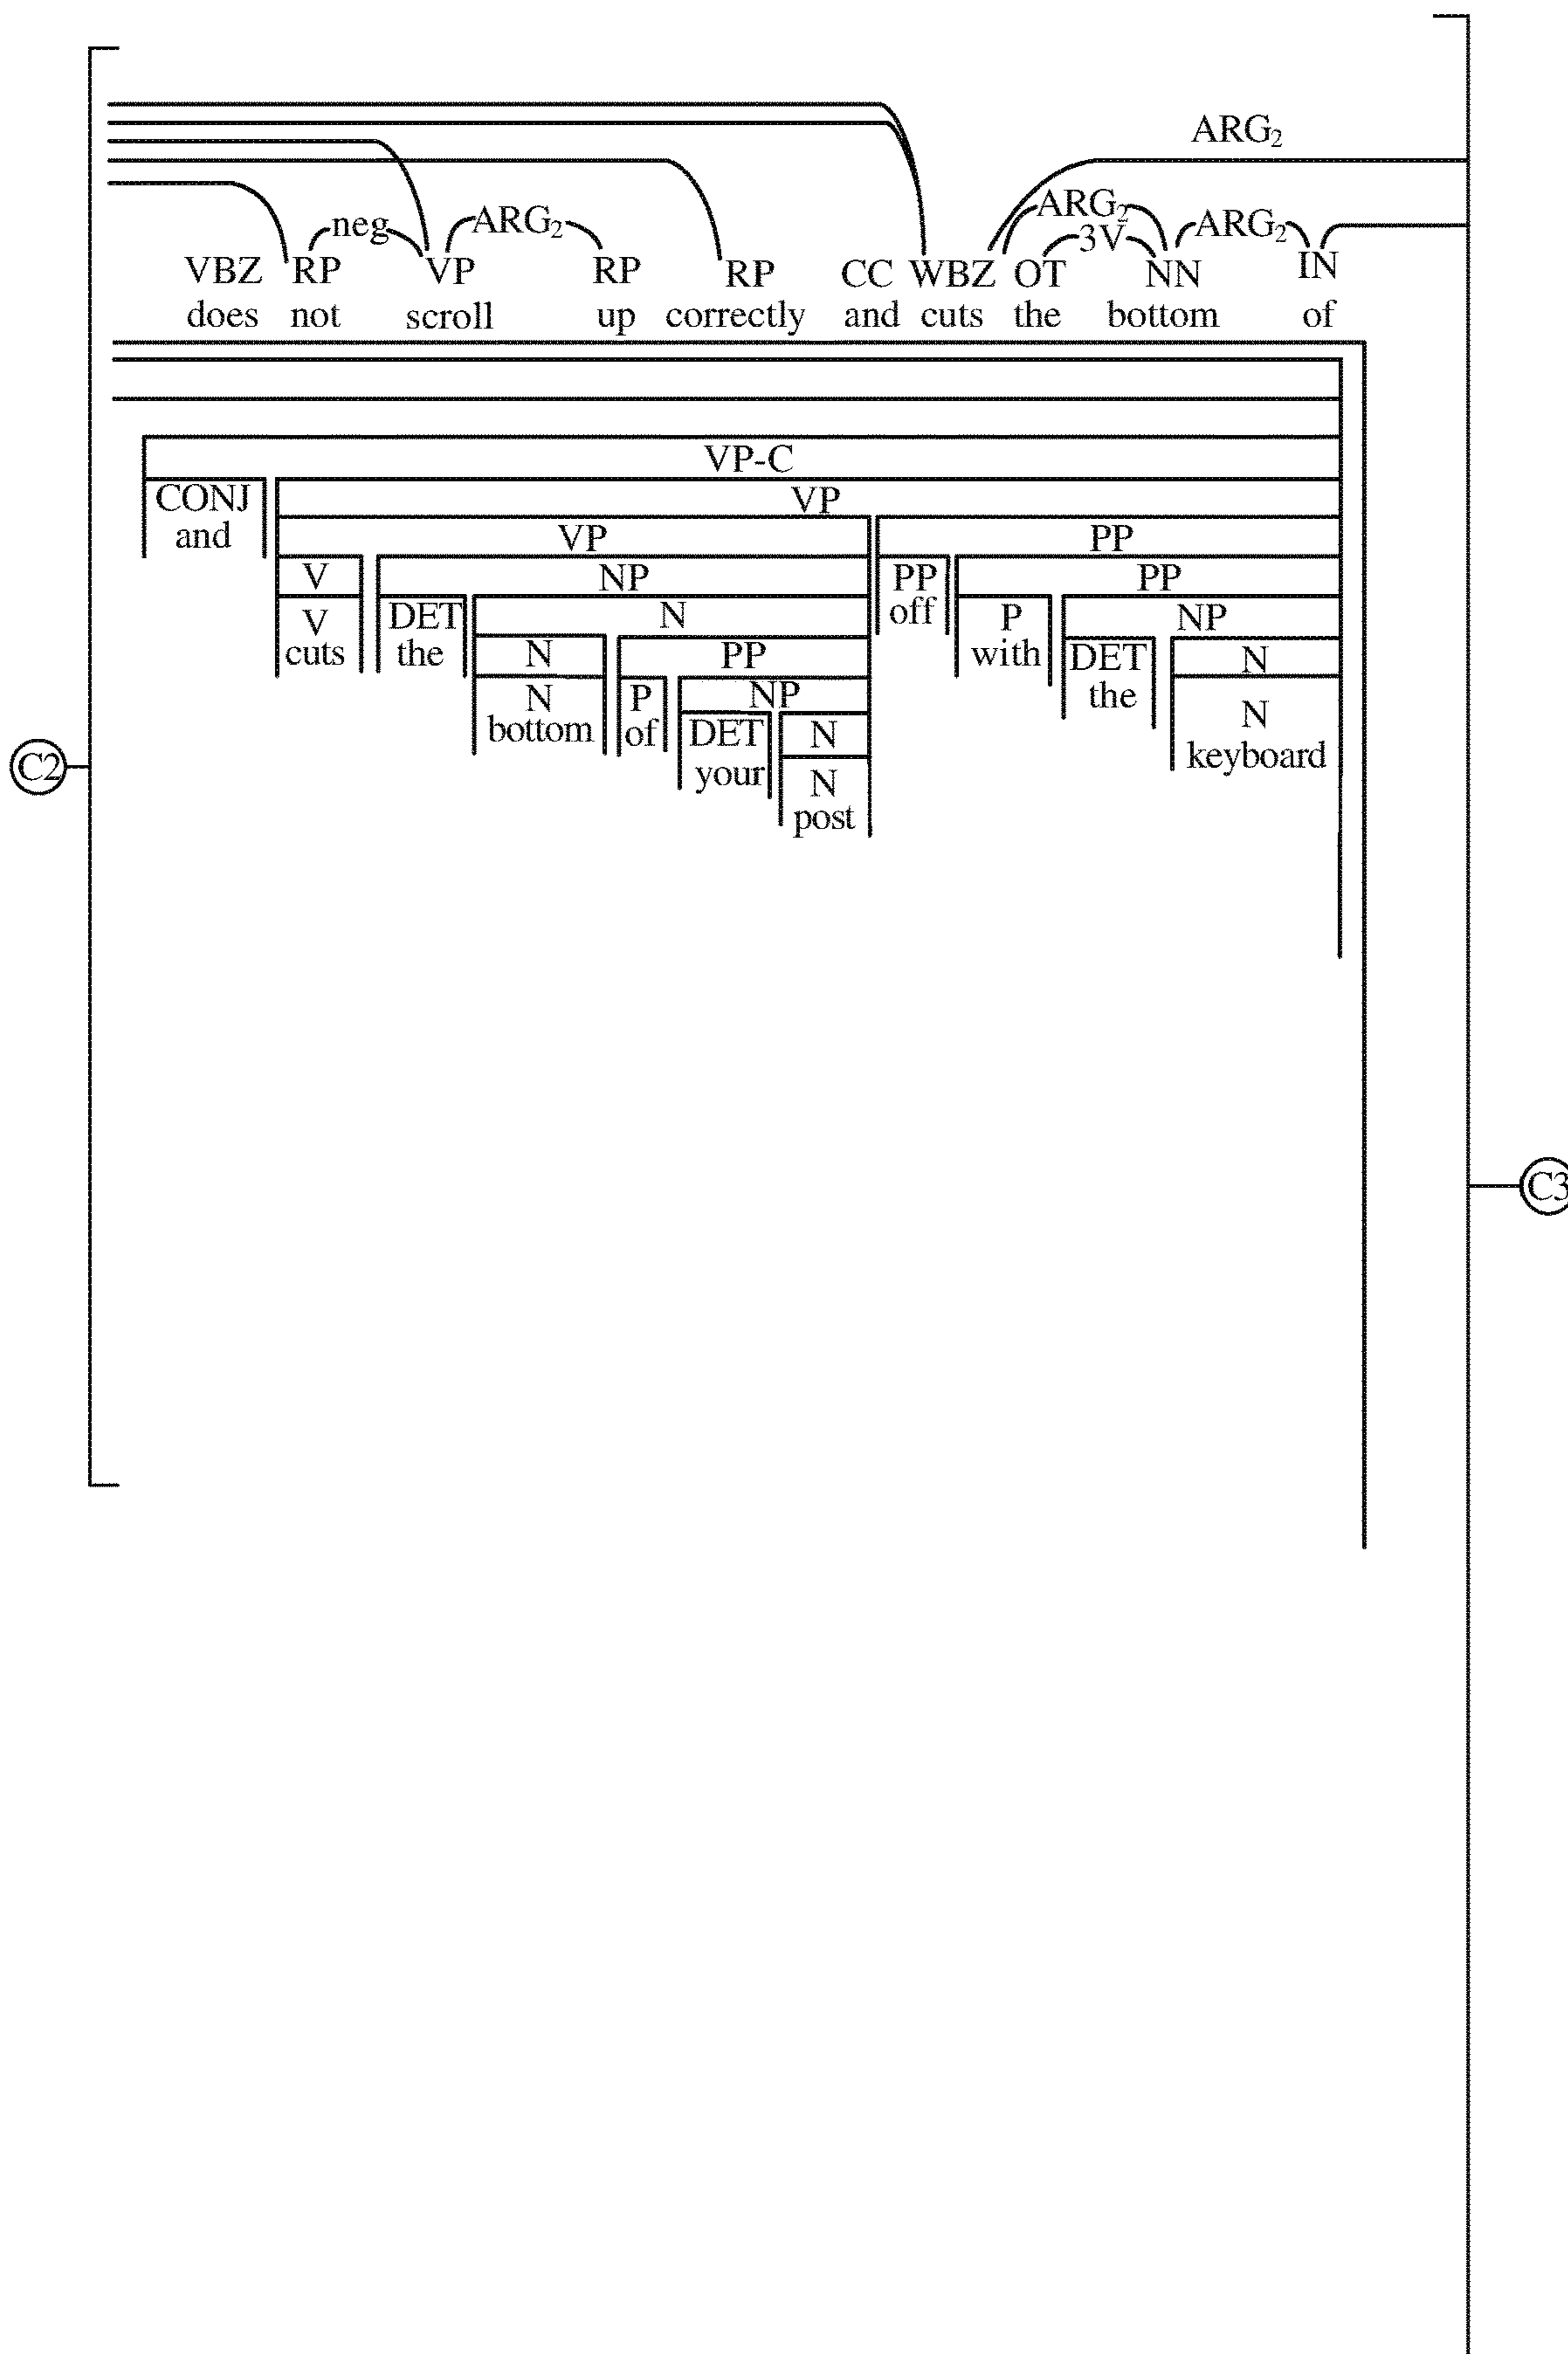 ARG2
neg ARG2 ARG2 3V ARG2
VBZ RP VP RP RP CC WBZ OT NN IN
does not scroll up correctly and cuts the bottom of
VP-C
CONJ VP
and VP PP
V NP PP PP
V DET N off P NP
cuts the N PP with DET N
N P NP the N
bottom of DET N keyboard
your N
post
C2
C3